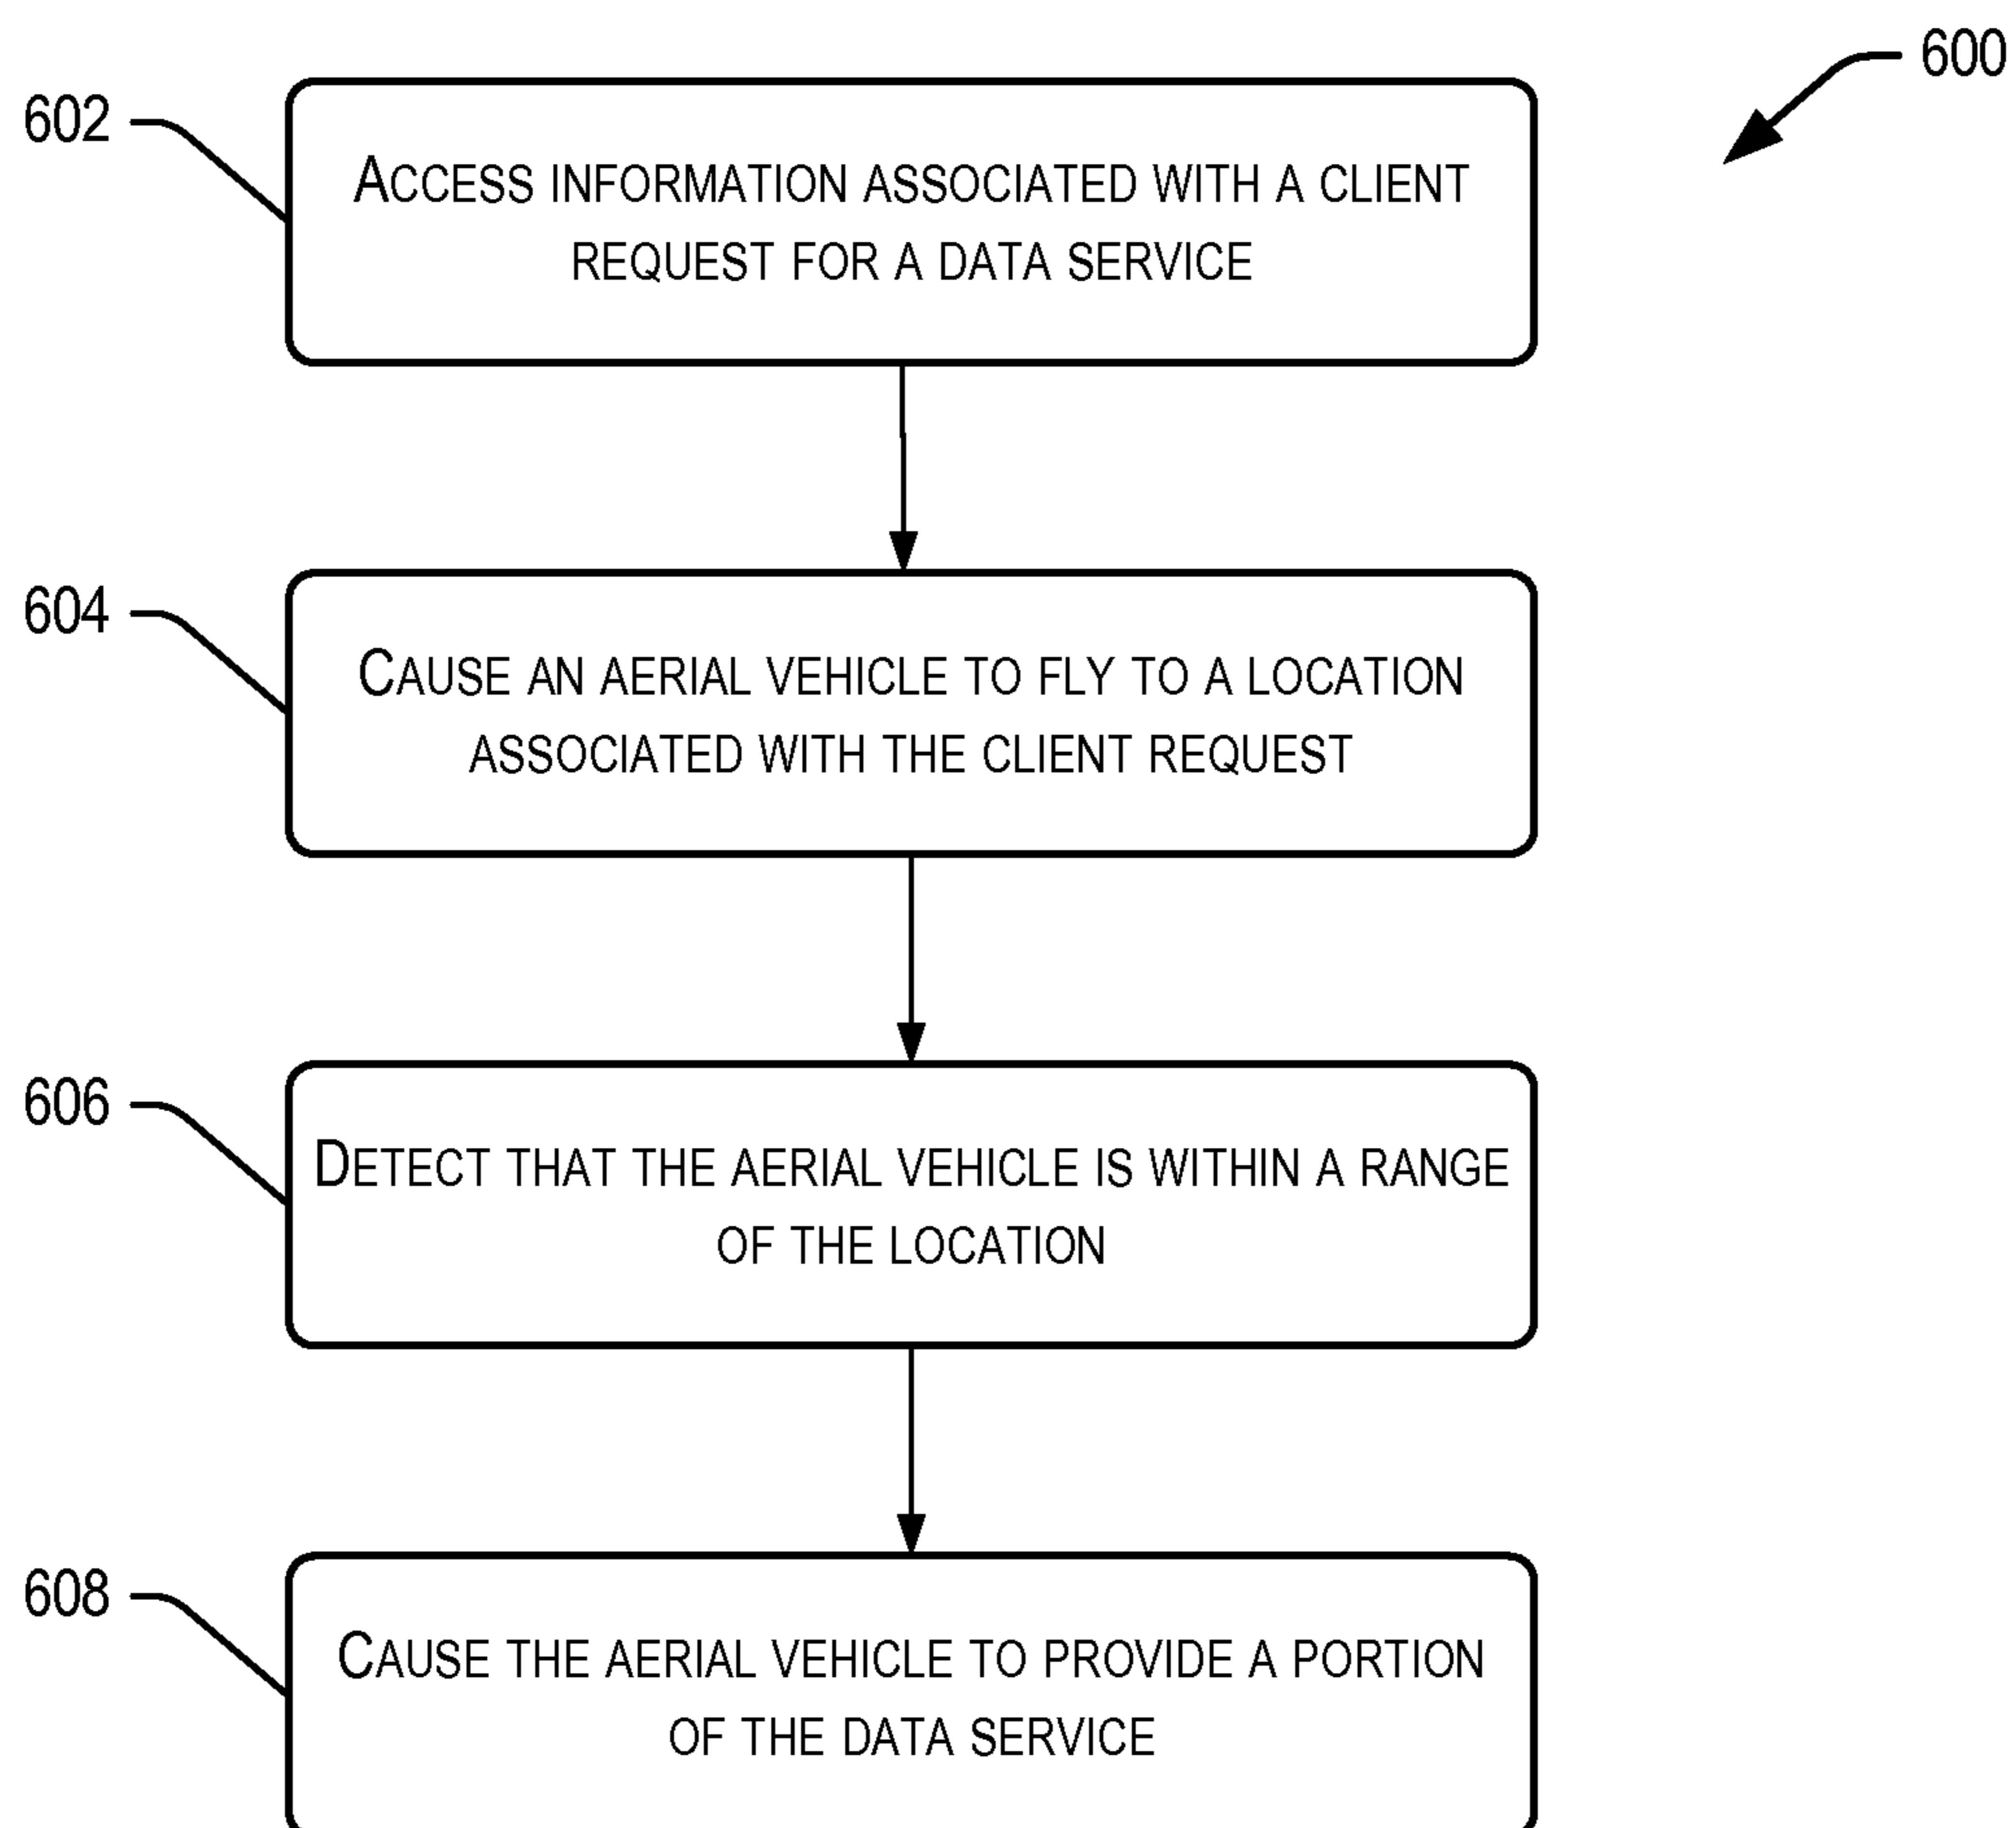 600
602
ACCESS INFORMATION ASSOCIATED WITH A CLIENT
REQUEST FOR A DATA SERVICE
604
CAUSE AN AERIAL VEHICLE TO FLY TO A LOCATION
ASSOCIATED WITH THE CLIENT REQUEST
606
DETECT THAT THE AERIAL VEHICLE IS WITHIN A RANGE
OF THE LOCATION
608
CAUSE THE AERIAL VEHICLE TO PROVIDE A PORTION
OF THE DATA SERVICE